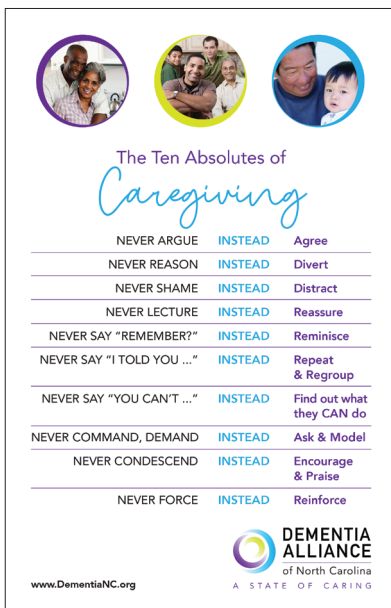 The Ten Absolutes of
Caregiving
NEVER ARGUE INSTEAD Agree
NEVER REASON INSTEAD Divert
NEVER SHAME INSTEAD Distract
NEVER LECTURE INSTEAD Reassure
NEVER SAY “REMEMBER?” INSTEAD Reminisce
NEVER SAY “I TOLD YOU ...” INSTEAD Repeat
& Regroup
NEVER SAY “YOU CAN’T ...” INSTEAD Find out what
they CAN do
NEVER COMMAND, DEMAND INSTEAD Ask & Model
NEVER CONDESCEND INSTEAD Encourage
& Praise
NEVER FORCE INSTEAD Reinforce
DEMENTIA
ALLIANCE
of North Carolina
www.DementiaNC.org A STATE OF CARING